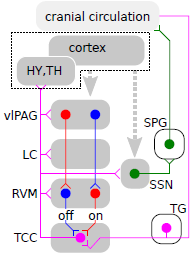 cranial circulation
cortex
HY,TH
vlPAG
SPG
LC
SSN
RVM
off on
TG
TCC